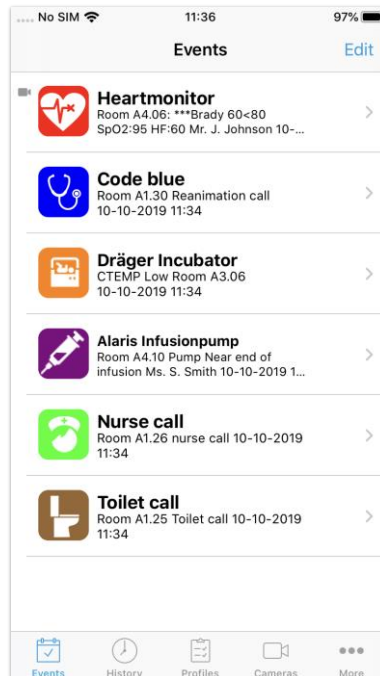 No SIM 11:36 97%
Events Edit
Heartmonitor
Room A4.06: ***Brady 60<80
SpO2:95 HF:60 Mr. J. Johnson 10-...
Code blue
Room A1.30 Reanimation call
10-10-2019 11:34
Dräger Incubator
CTEMP Low Room A3.06
10-10-2019 11:34
Alaris Infusionpump
Room A4.10 Pump Near end of
infusion Ms. S. Smith 10-10-2019 1...
Nurse call
Room A1.26 nurse call 10-10-2019
11:34
Toilet call
Room A1.25 Toilet call 10-10-2019
11:34
Events History Profiles Cameras More